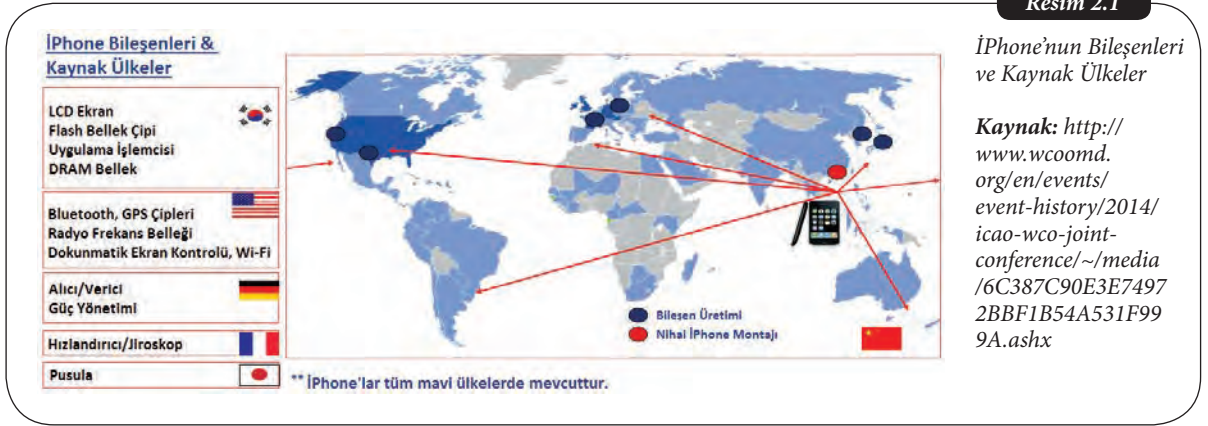 Resim 2.1
İPhone Bileşenleri &
Kaynak Ülkeler
LCD Ekran
Flash Bellek Çipi
Uygulama İşlemcisi
DRAM Bellek
Bluetooth, GPS Çipleri
Radyo Frekans Belleği
Dokunmatik Ekran Kontrolü, Wi-Fi
Alıcı/Verici
Güç Yönetimi
Hızlandırıcı/Jiroskop
Pusula
Bileşen Üretimi
Nihai İPhone Montajı
** İPhone'lar tüm mavi ülkelerde mevcuttur.
İPhone’nun Bileşenleri
ve Kaynak Ülkeler
Kaynak: http://
www.wcoomd.
org/en/events/
event-history/2014/
icao-wco-joint-
conference/~/media
/6C387C90E3E7497
2BBF1B54A531F99
9A.ashx